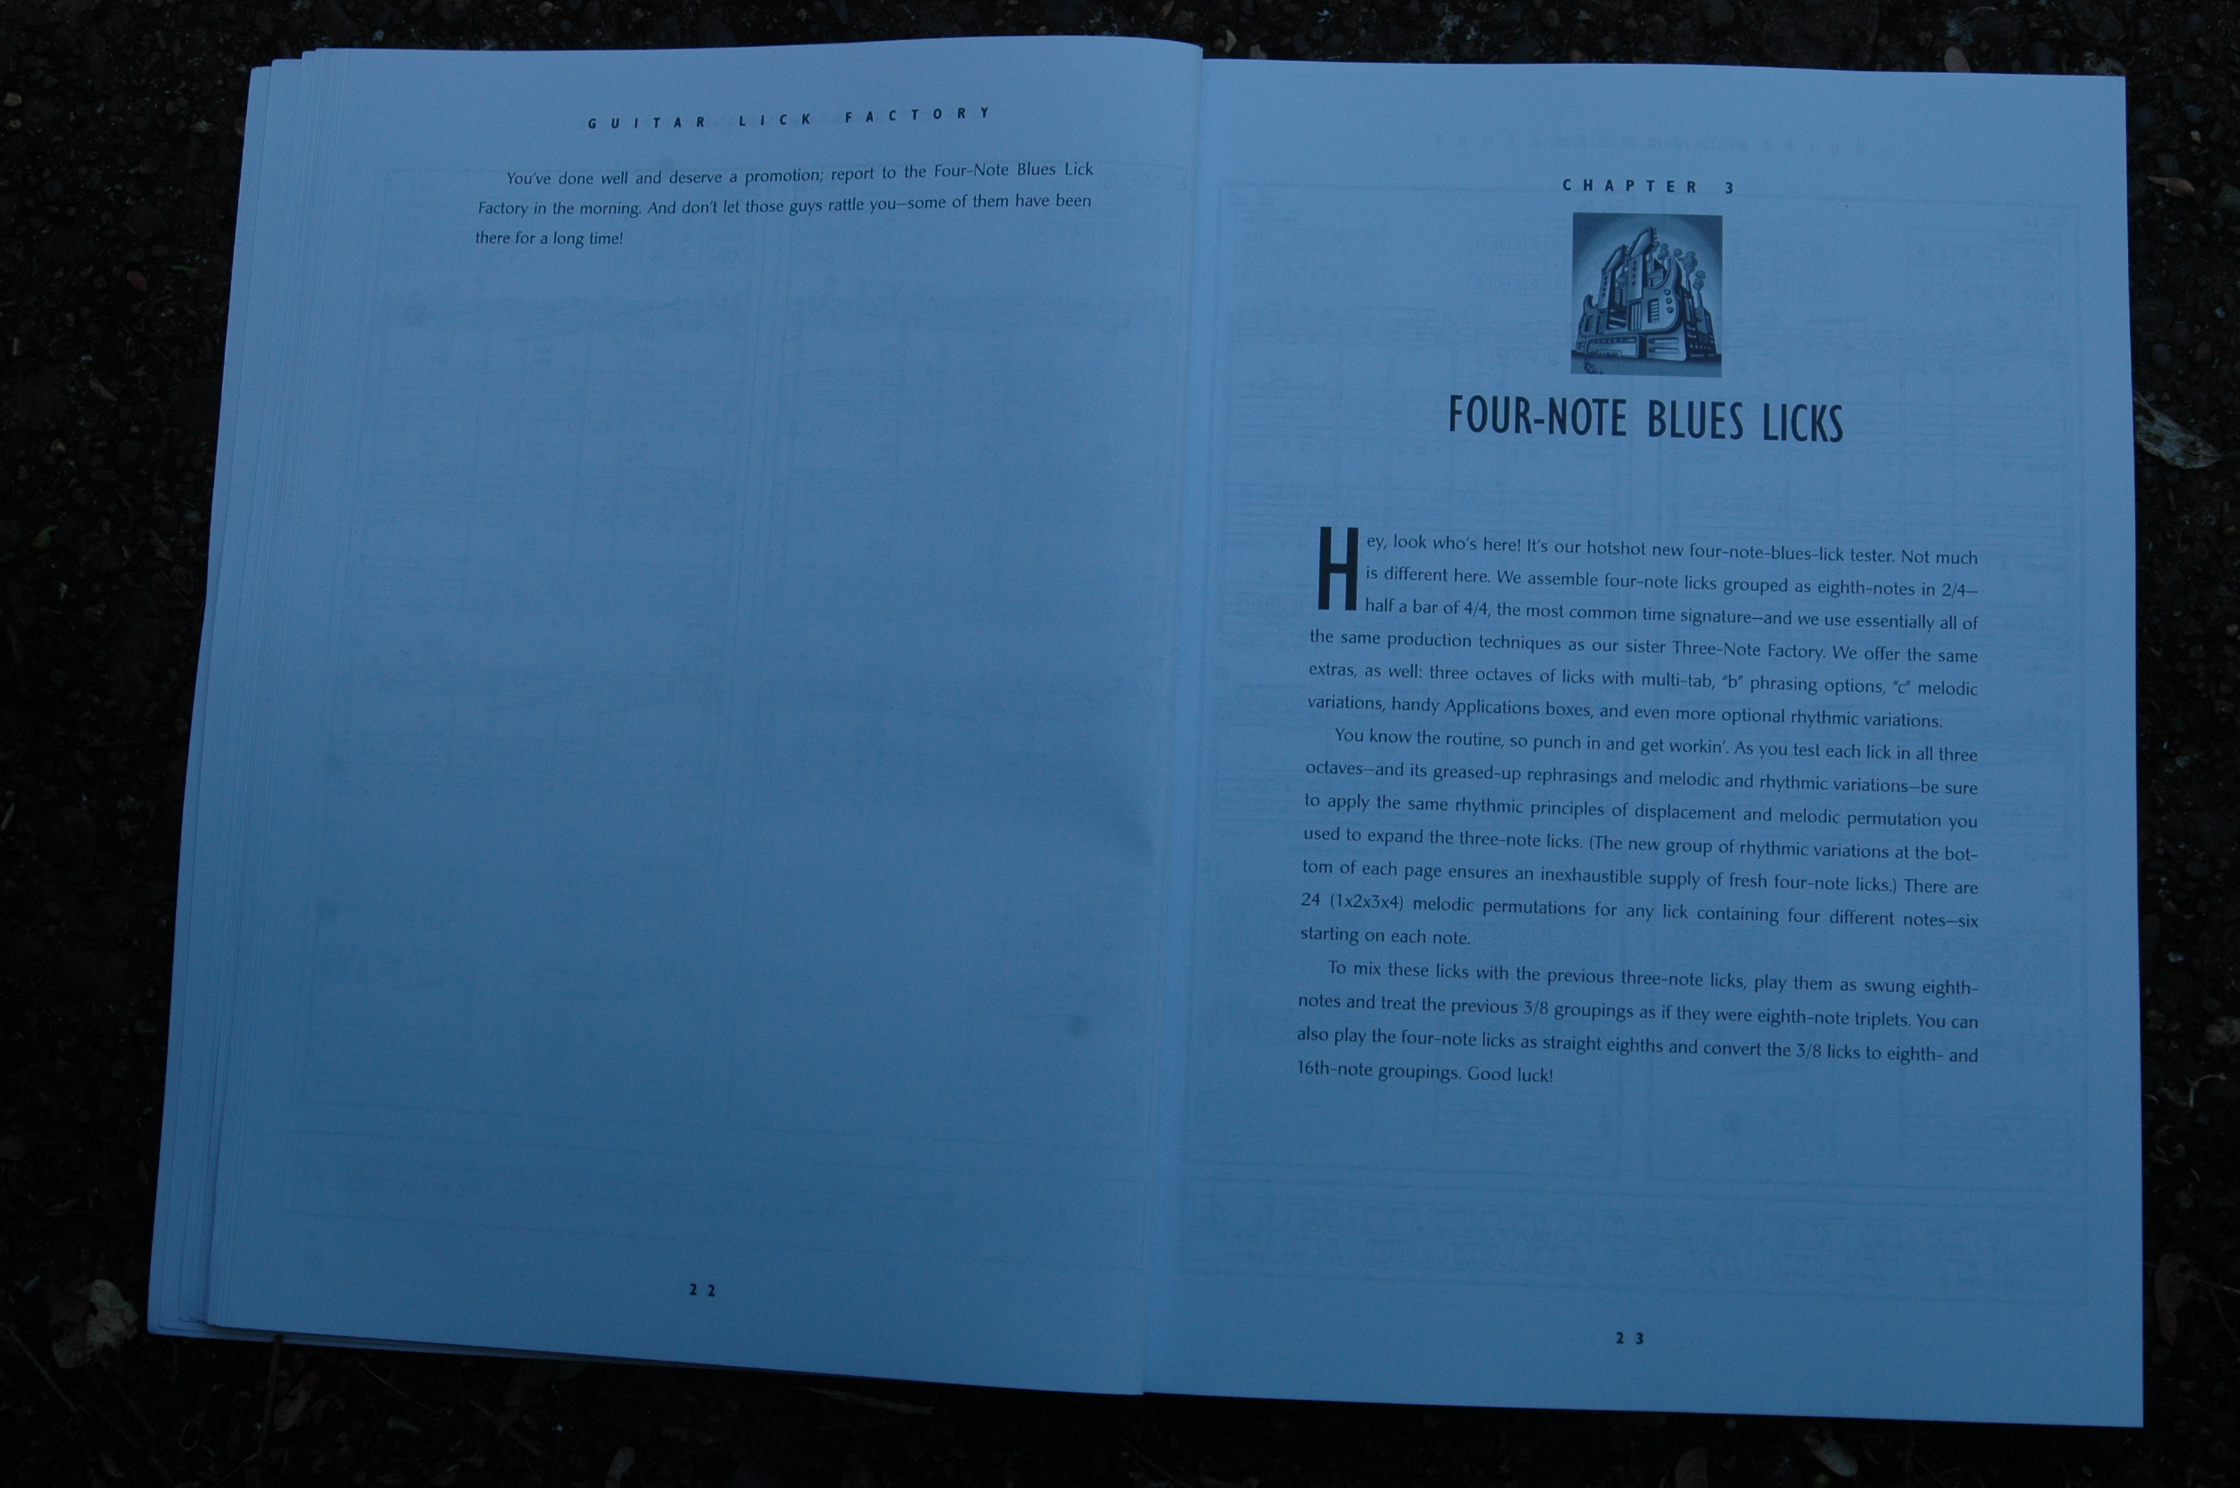 GUITAR LICK FACTORY
You've done well and deserve a promotion; report to the Four-Note Blues Lick
Factory in the morning. And don't let those guys rattle you—some of them have been
there for a long time!
22
CHAPTER 3
FOUR-NOTE BLUES LICKS
Hey, look who's here! It's our hotshot new four-note-blues-lick tester. Not much
is different here. We assemble four-note licks grouped as eighth-notes in 2/4—
half a bar of 4/4, the most common time signature—and we use essentially all of
the same production techniques as our sister Three-Note Factory. We offer the same
extras, as well: three octaves of licks with multi-tab, "b" phrasing options, "c" melodic
variations, handy Applications boxes, and even more optional rhythmic variations.
You know the routine, so punch in and get workin'. As you test each lick in all three
octaves—and its greased-up rephrasings and melodic and rhythmic variations—be sure
to apply the same rhythmic principles of displacement and melodic permutation you
used to expand the three-note licks. (The new group of rhythmic variations at the bot-
tom of each page ensures an inexhaustible supply of fresh four-note licks.) There are
24 (1x2x3x4) melodic permutations for any lick containing four different notes—six
starting on each note.
To mix these licks with the previous three-note licks, play them as swung eighth-
notes and treat the previous 3/8 groupings as if they were eighth-note triplets. You can
also play the four-note licks as straight eighths and convert the 3/8 licks to eighth- and
16th-note groupings. Good luck!
23